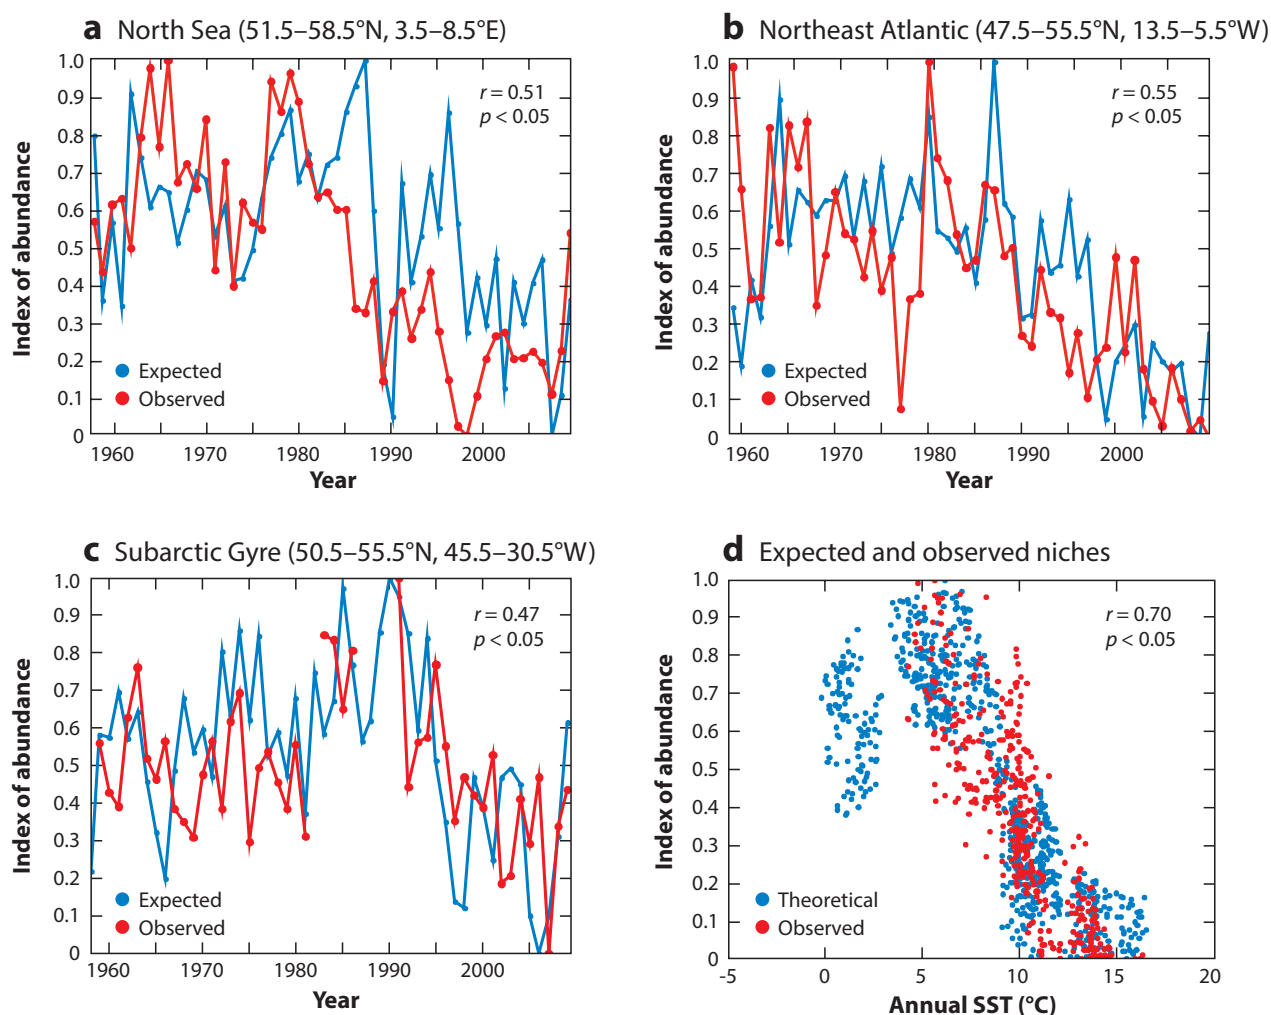 a North Sea (51.5–58.5°N, 3.5–8.5°E)
1.0
0.9
0.8
0.7
0.6
0.5
0.4
0.3
0.2
0.1
0
Index of abundance
r = 0.51
p < 0.05
Expected
Observed
1960 1970 1980 1990 2000
Year
b Northeast Atlantic (47.5–55.5°N, 13.5–5.5°W)
1.0
0.9
0.8
0.7
0.6
0.5
0.4
0.3
0.2
0.1
0
Index of abundance
r = 0.55
p < 0.05
Expected
Observed
1960 1970 1980 1990 2000
Year
c Subarctic Gyre (50.5–55.5°N, 45.5–30.5°W)
1.0
0.9
0.8
0.7
0.6
0.5
0.4
0.3
0.2
0.1
0
Index of abundance
r = 0.47
p < 0.05
Expected
Observed
1960 1970 1980 1990 2000
Year
d Expected and observed niches
1.0
0.9
0.8
0.7
0.6
0.5
0.4
0.3
0.2
0.1
0
Index of abundance
r = 0.70
p < 0.05
Theoretical
Observed
-5 0 5 10 15 20
Annual SST (°C)